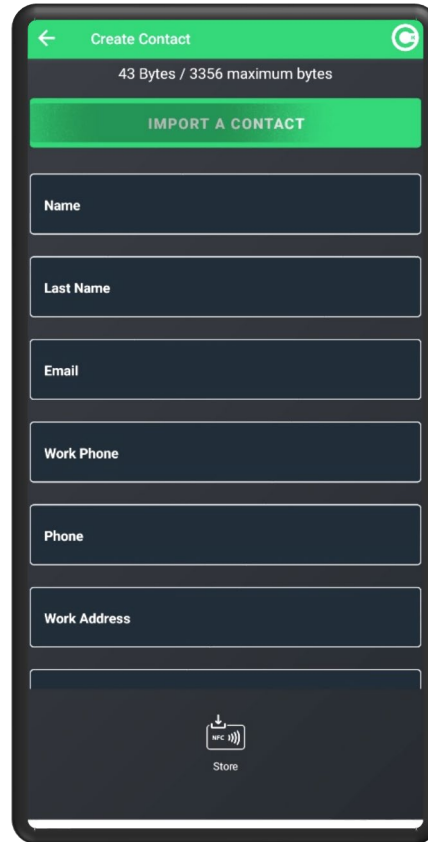 Create Contact
43 Bytes / 3356 maximum bytes
IMPORT A CONTACT
Name
Last Name
Email
Work Phone
Phone
Work Address
NFC
Store